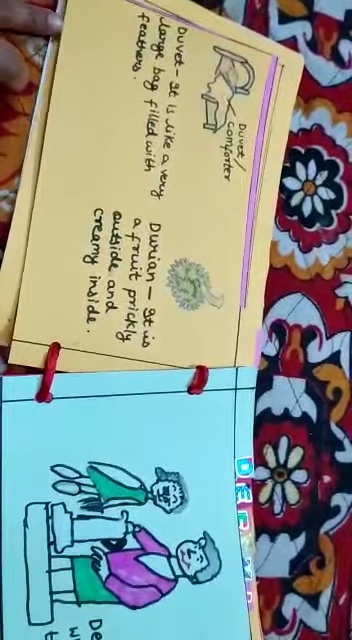 Duvet/
comforter
Duvet - It is like a very
large bag filled with
feathers.
Durian - It is
a fruit prickly
outside and
creamy inside.
De
w